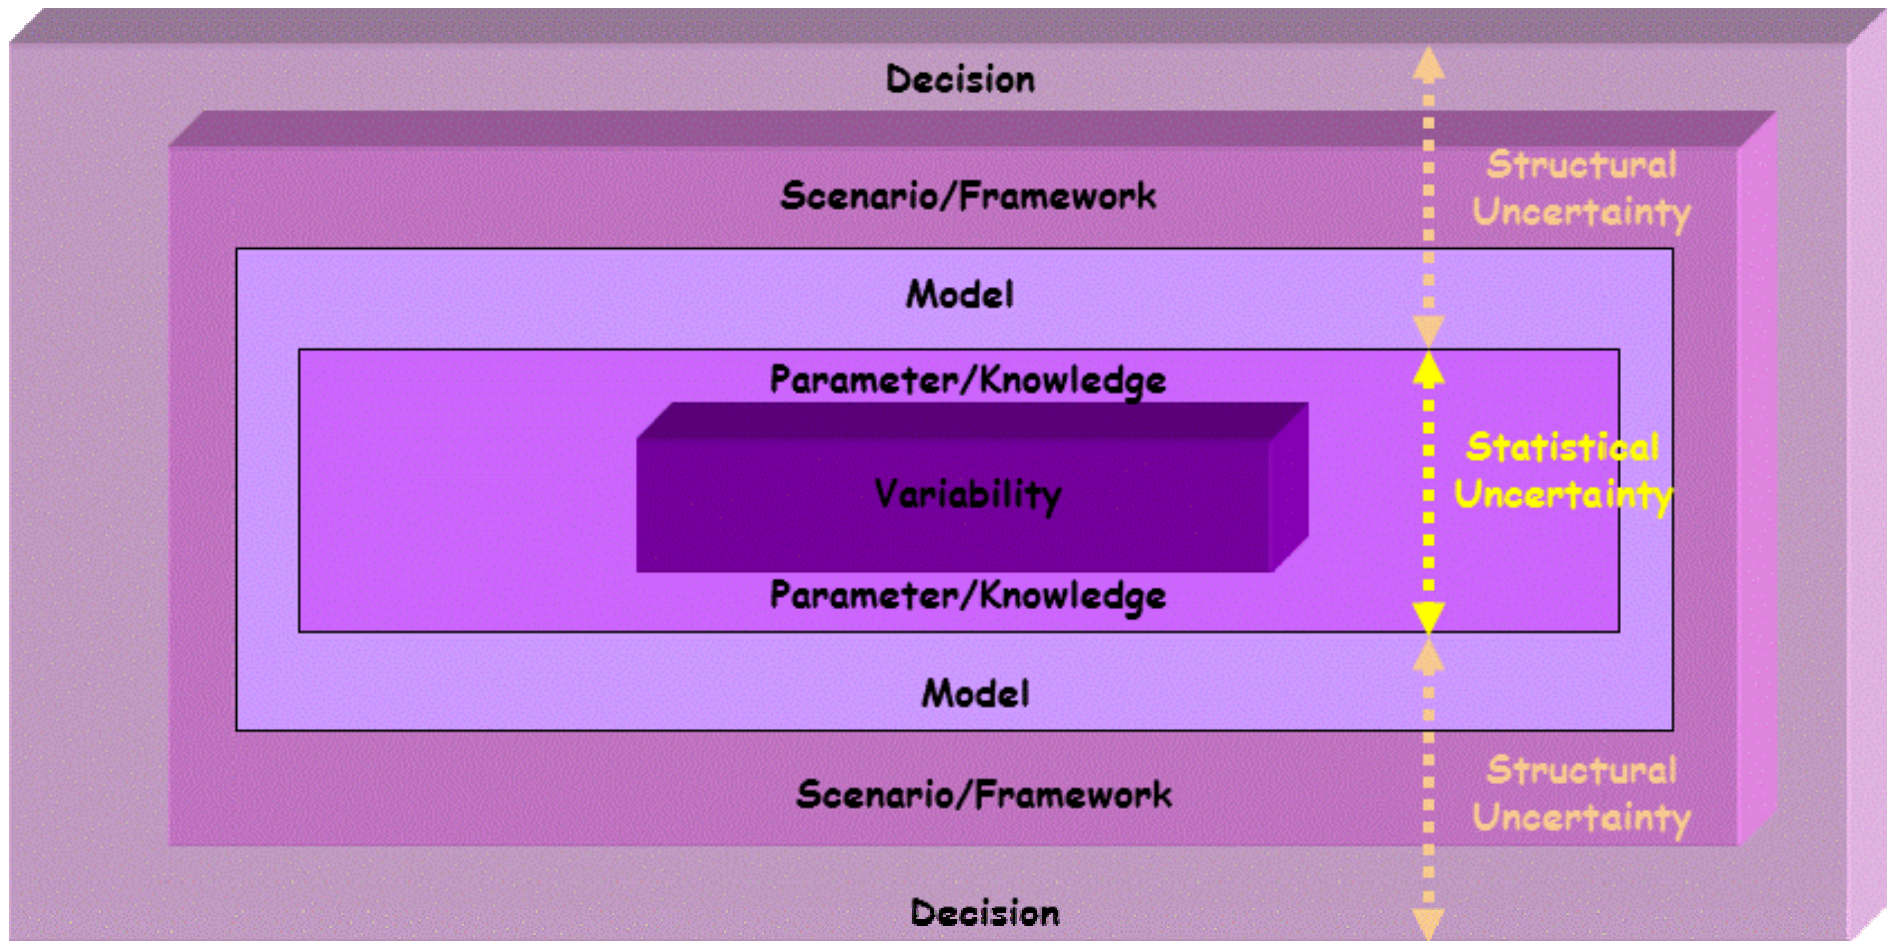 Decision
Structural
Uncertainty
Scenario/Framework
Model
Parameter/Knowledge
Statistical
Uncertainty
Variability
Parameter/Knowledge
Model
Structural
Uncertainty
Scenario/Framework
Decision